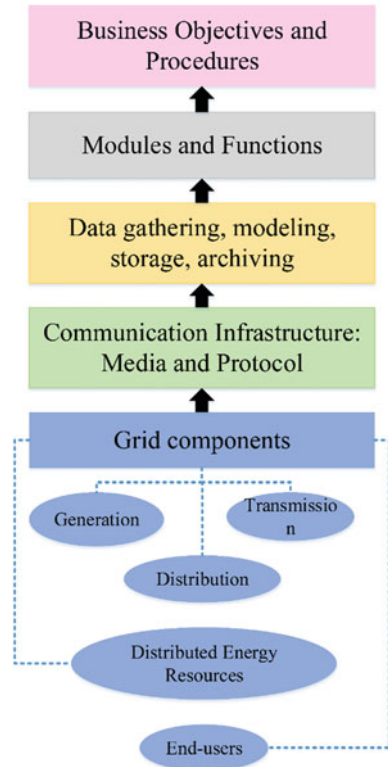 Business Objectives and
Procedures
Modules and Functions
Data gathering, modeling,
storage, archiving
Communication Infrastructure:
Media and Protocol
Grid components
Generation
Transmissio
n
Distribution
Distributed Energy
Resources
End-users